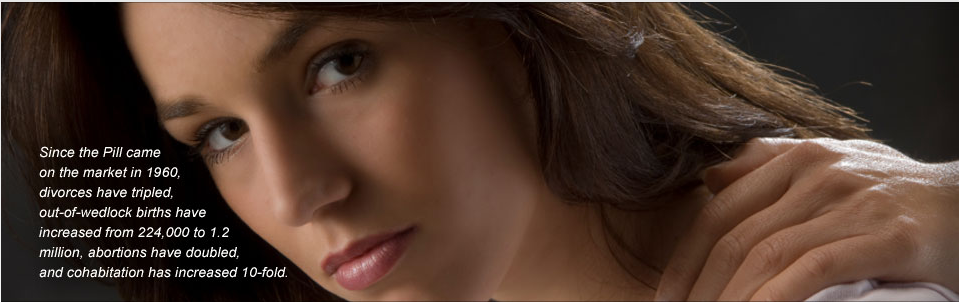 Since the Pill came
on the market in 1960,
divorces have tripled,
out-of-wedlock births have
increased from 224,000 to 1.2
million, abortions have doubled,
and cohabitation has increased 10-fold.